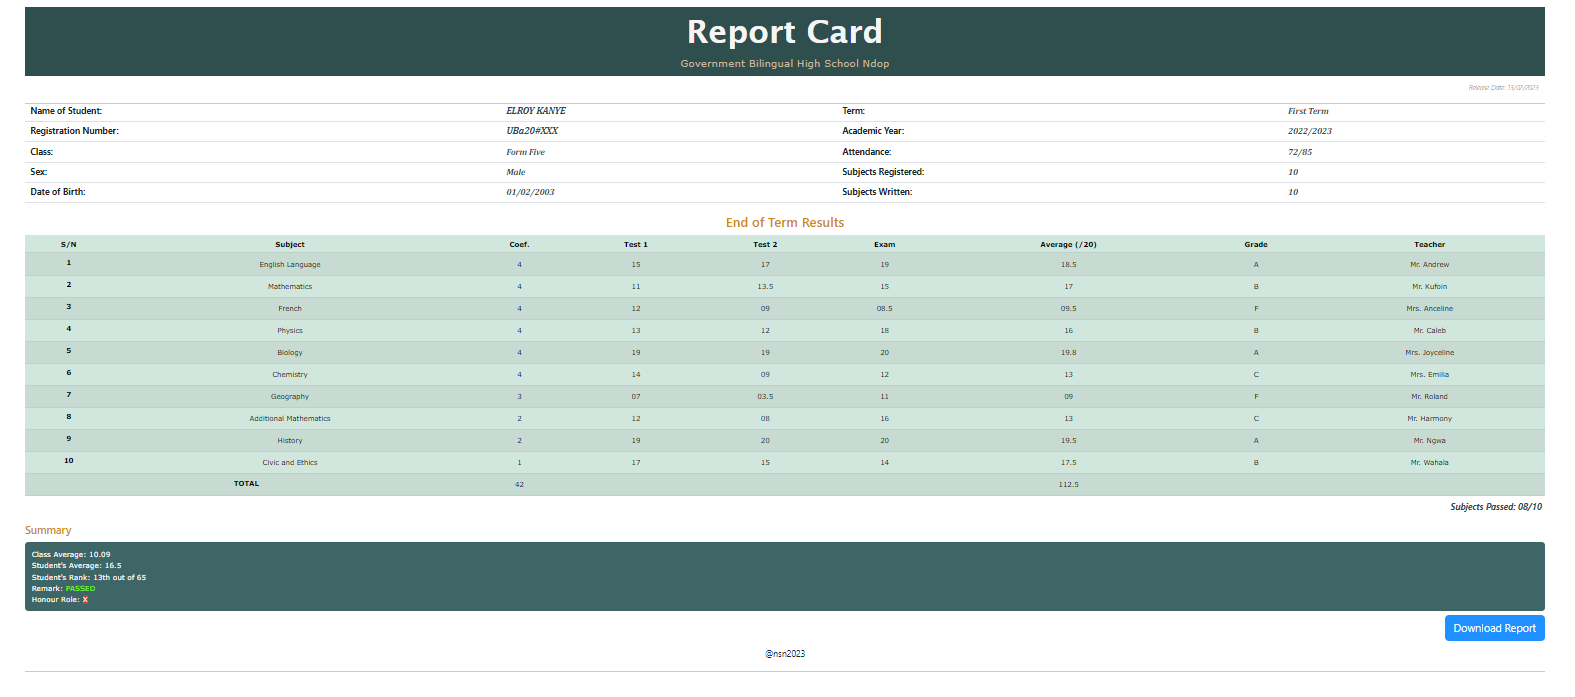 Report Card
Government Bilingual High School Ndop
Release Date: 13/02/2023
Name of Student: ELROY KANYE Term: First Term
Registration Number: UBa20#XXX Academic Year: 2022/2023
Class: Form Five Attendance: 72/85
Sex: Male Subjects Registered: 10
Date of Birth: 01/02/2003 Subjects Written: 10
End of Term Results
S/N Subject Coef. Test 1 Test 2 Exam Average (/20) Grade Teacher
1 English Language 4 15 17 19 18.5 A Mr. Andrew
2 Mathematics 4 11 13.5 15 17 B Mr. Kufoin
3 French 4 12 09 08.5 09.5 F Mrs. Anceline
4 Physics 4 13 12 18 16 B Mr. Caleb
5 Biology 4 19 19 20 19.8 A Mrs. Joyceline
6 Chemistry 4 14 09 12 13 C Mrs. Emilia
7 Geography 3 07 03.5 11 09 F Mr. Roland
8 Additional Mathematics 2 12 08 16 13 C Mr. Harmony
9 History 2 19 20 20 19.5 A Mr. Ngwa
10 Civic and Ethics 1 17 15 14 17.5 B Mr. Wahala
TOTAL 42 112.5
Subjects Passed: 08/10
Summary
Class Average: 10.09
Student's Average: 16.5
Student's Rank: 13th out of 65
Remark: PASSED
Honour Role: X
Download Report
@nsn2023